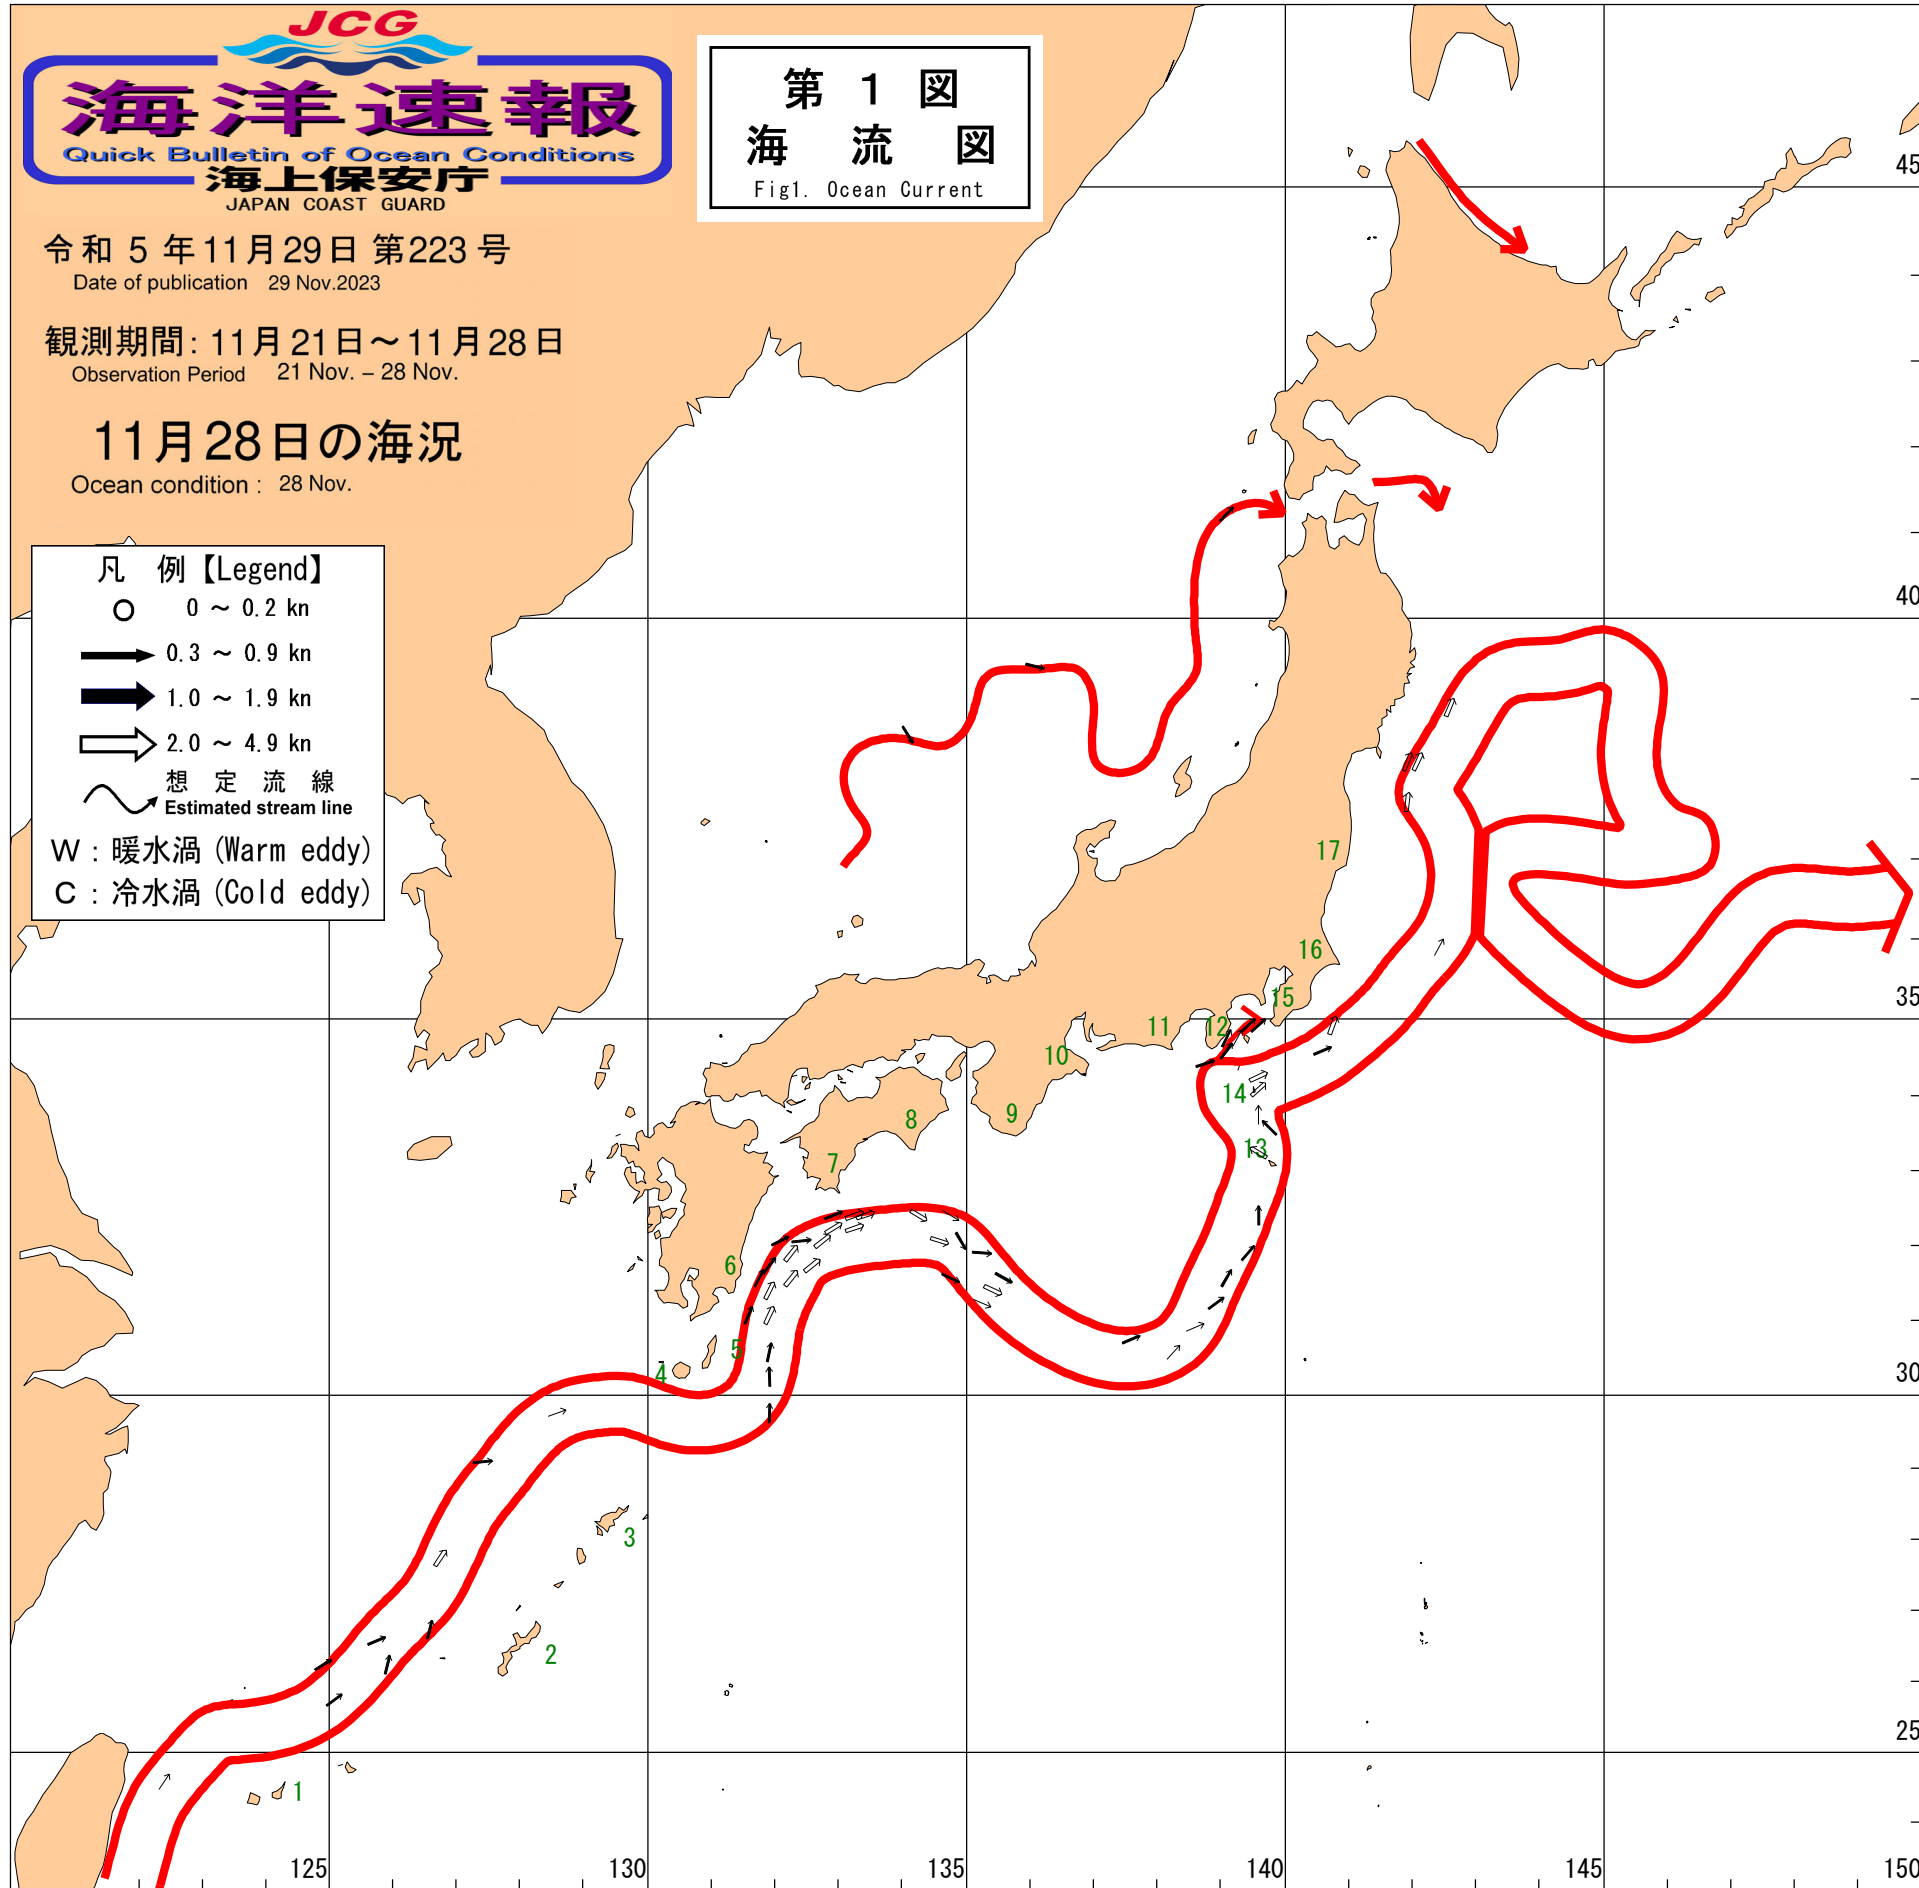 JCG
海洋速報
Quick Bulletin of Ocean Conditions
海上保安庁
JAPAN COAST GUARD
令和 5 年 11月 29日 第223 号
Date of publication 29 Nov.2023
観測期間: 11月 21日～11月 28日
Observation Period 21 Nov. – 28 Nov.
11月28日の海況
Ocean condition : 28 Nov.
第 1 図
海 流 図
Fig1. Ocean Current
凡 例【Legend】
0 ～ 0.2 kn
0.3 ～ 0.9 kn
1.0 ～ 1.9 kn
2.0 ～ 4.9 kn
想 定 流 線
Estimated stream line
W : 暖水渦 (Warm eddy)
C : 冷水渦 (Cold eddy)
45
40
17
16
15
35
12
11
10
14
9
8
13
7
6
5
4
30
3
2
25
1
125
130
135
140
145
150